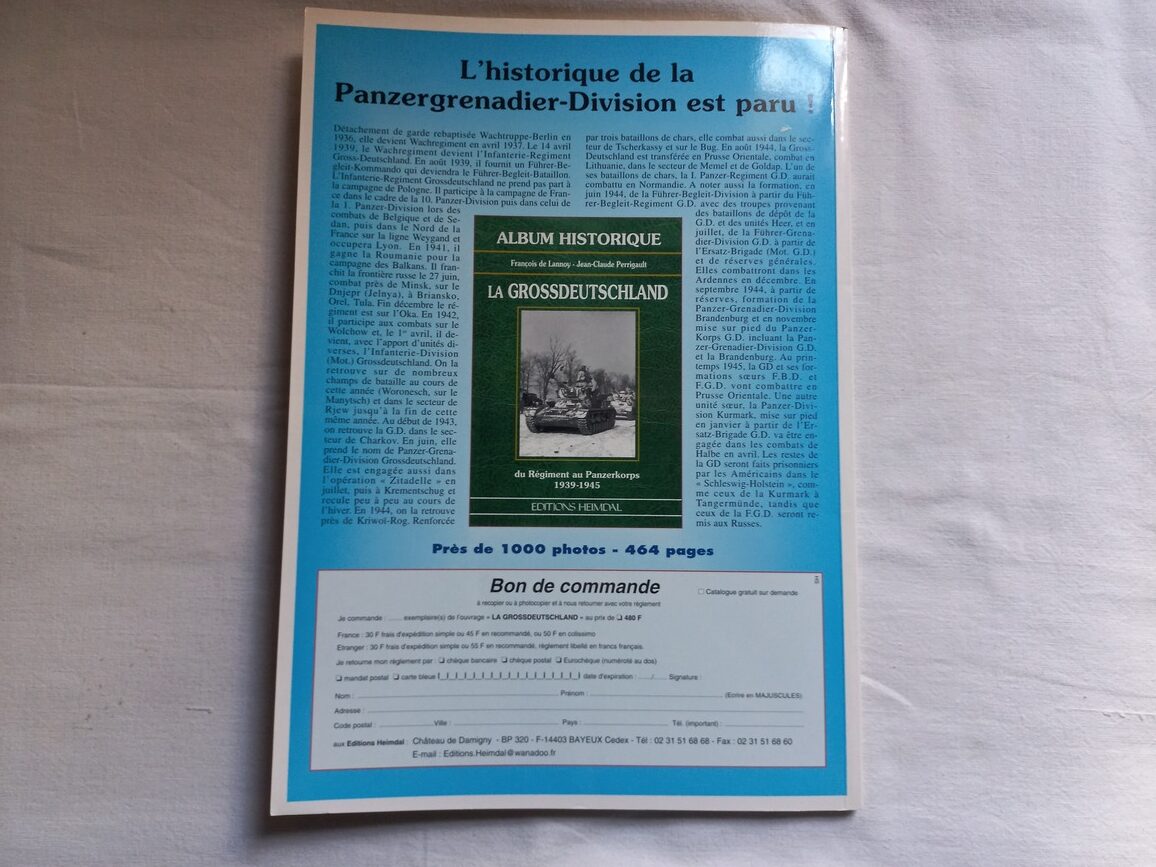 L'historique de la
Panzergrenadier-Division est paru !
Détachement de garde rebaptisée Wachtruppe-Berlin en
1936, elle devient Wachregiment en avril 1937. Le 14 avril
1939, le Wachregiment devient l'Infanterie-Regiment
Gross-Deutschland. En août 1939, il fournit un Führer-Be-
gleit-Kommando qui deviendra le Führer-Begleit-Bataillon.
L'Infanterie-Regiment Grossdeutschland ne prend pas part à
la campagne de Pologne. Il participe à la campagne de Fran-
ce dans le cadre de la 10. Panzer-Division puis dans celui de
la 1. Panzer-Division lors des
combats de Belgique et de Se-
dan, puis dans le Nord de la
France sur la ligne Weygand et
occupera Lyon. En 1941, il
gagne la Roumanie pour la
campagne des Balkans. Il fran-
chit la frontière russe le 27 juin,
combat près de Minsk, sur le
Dnjepr (Jelnya), à Briansko,
Orel, Tula. Fin décembre le ré-
giment est sur l'Oka. En 1942,
il participe aux combats sur le
Wolchow et, le 1er avril, il de-
vient, avec l'apport d'unités di-
verses, l'Infanterie-Division
(Mot.) Grossdeutschland. On la
retrouve sur de nombreux
champs de bataille au cours de
cette année (Woronesch, sur le
Manytsch) et dans le secteur de
Rjew jusqu'à la fin de cette
même année. Au début de 1943,
on retrouve la G.D. dans le sec-
teur de Charkov. En juin, elle
prend le nom de Panzer-Grena-
dier-Division Grossdeutschland.
Elle est engagée aussi dans
l'opération « Zitadelle » en
juillet, puis à Krementschug et
recule peu à peu au cours de
l'hiver. En 1944, on la retrouve
près de Kriwoï-Rog. Renforcée
par trois bataillons de chars, elle combat aussi dans le sec-
teur de Tscherkassy et sur le Bug. En août 1944, la Gross-
Deutschland est transférée en Prusse Orientale, combat en
Lithuanie, dans le secteur de Memel et de Goldap. L'un de
ses bataillons de chars, la I. Panzer-Regiment G.D. aurait
combattu en Normandie. A noter aussi la formation, en
juin 1944, de la Führer-Begleit-Division à partir du Füh-
rer-Begleit-Regiment G.D. avec des troupes provenant
des bataillons de dépôt de la
G.D. et des unités Heer, et en
juillet, de la Führer-Grena-
dier-Division G.D. à partir de
l'Ersatz-Brigade (Mot. G.D.)
et de réserves générales.
Elles combattront dans les
Ardennes en décembre. En
septembre 1944, à partir de
réserves, formation de la
Panzer-Grenadier-Division
Brandenburg et en novembre
mise sur pied du Panzer-
Korps G.D. incluant la Pan-
zer-Grenadier-Division G.D.
et la Brandenburg. Au prin-
temps 1945, la GD et ses for-
mations sœurs F.B.D. et
F.G.D. vont combattre en
Prusse Orientale. Une autre
unité sœur, la Panzer-Divi-
sion Kurmark, mise sur pied
en janvier à partir de l'Er-
satz-Brigade G.D. va être en-
gagée dans les combats de
Halbe en avril. Les restes de
la GD seront faits prisonniers
par les Américains dans le
« Schleswig-Holstein », com-
me ceux de la Kurmark à
Tangermünde, tandis que
ceux de la F.G.D. seront re-
mis aux Russes.
ALBUM HISTORIQUE
François de Lannoy - Jean-Claude Perrigault
LA GROSSDEUTSCHLAND
du Régiment au Panzerkorps
1939-1945
EDITIONS HEIMDAL
Près de 1000 photos - 464 pages
Bon de commande
Catalogue gratuit sur demande
à recopier ou à photocopier et à nous retourner avec votre règlement
Je commande : ...... exemplaire(s) de l'ouvrage « LA GROSSDEUTSCHLAND » au prix de 480 F
France : 30 F frais d'expédition simple ou 45 F en recommandé, ou 50 F en colissimo
Etranger : 30 F frais d'expédition simple ou 55 F en recommandé, règlement libellé en francs français.
Je retourne mon règlement par : chèque bancaire chèque postal Eurochèque (numéroté au dos)
mandat postal carte bleue date d'expiration : ....../...... Signature :
Nom : Prénom : (Ecrire en MAJUSCULES)
Adresse :
Code postal : Ville : Pays : Tél. (important) :
aux Editions Heimdal : Château de Damigny - BP 320 - F-14403 BAYEUX Cedex - Tél : 02 31 51 68 68 - Fax : 02 31 51 68 60
E-mail : Editions.Heimdal@wanadoo.fr